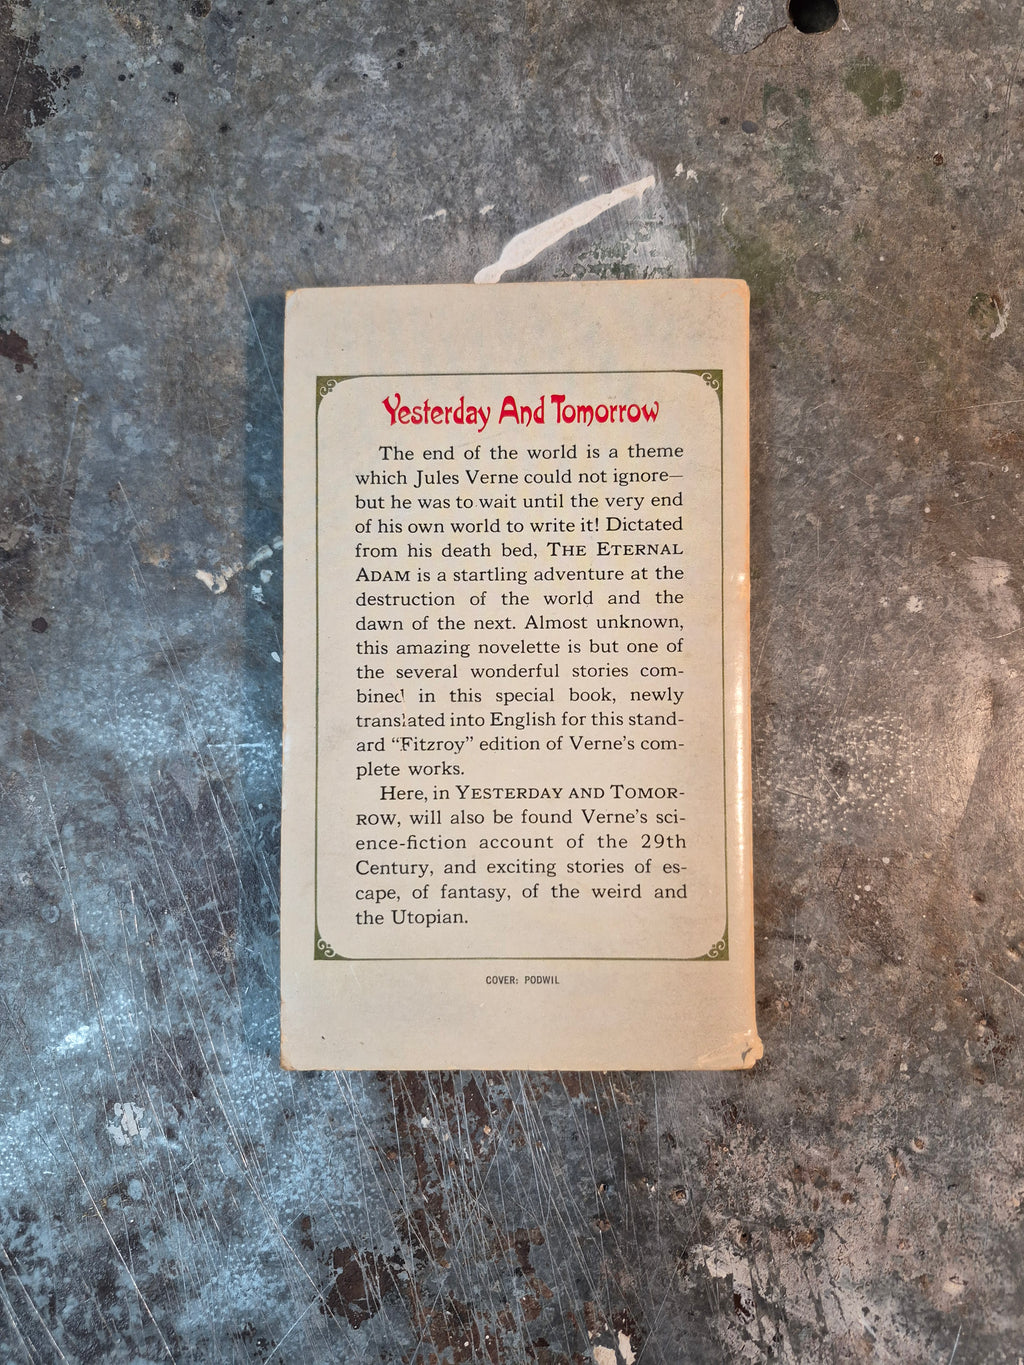 Yesterday And Tomorrow
The end of the world is a theme
which Jules Verne could not ignore—
but he was to wait until the very end
of his own world to write it! Dictated
from his death bed, THE ETERNAL
ADAM is a startling adventure at the
destruction of the world and the
dawn of the next. Almost unknown,
this amazing novelette is but one of
the several wonderful stories com-
bined in this special book, newly
translated into English for this stand-
ard “Fitzroy” edition of Verne’s com-
plete works.
Here, in YESTERDAY AND TOMOR-
ROW, will also be found Verne’s sci-
ence-fiction account of the 29th
Century, and exciting stories of es-
cape, of fantasy, of the weird and
the Utopian.
COVER: PODWIL